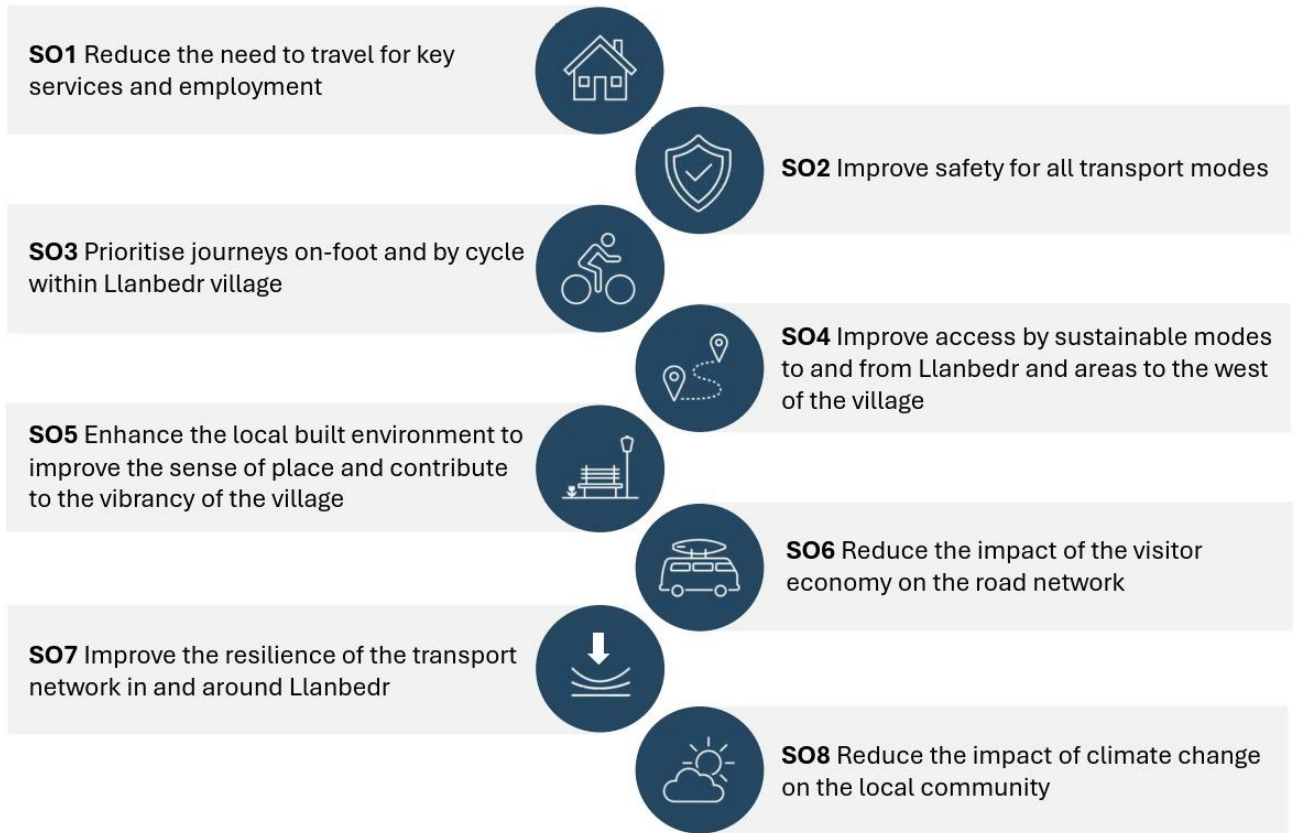 SO1 Reduce the need to travel for key
services and employment
SO2 Improve safety for all transport modes
SO3 Prioritise journeys on-foot and by cycle
within Llanbedr village
SO4 Improve access by sustainable modes
to and from Llanbedr and areas to the west
of the village
SO5 Enhance the local built environment to
improve the sense of place and contribute
to the vibrancy of the village
SO6 Reduce the impact of the visitor
economy on the road network
SO7 Improve the resilience of the transport
network in and around Llanbedr
SO8 Reduce the impact of climate change
on the local community